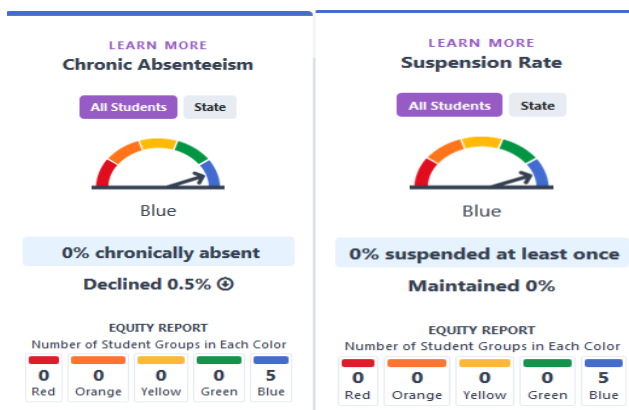 LEARN MORE
Chronic Absenteeism
All Students State
Blue
0% chronically absent
Declined 0.5%
EQUITY REPORT
Number of Student Groups in Each Color
0 0 0 0 5
Red Orange Yellow Green Blue
LEARN MORE
Suspension Rate
All Students State
Blue
0% suspended at least once
Maintained 0%
EQUITY REPORT
Number of Student Groups in Each Color
0 0 0 0 5
Red Orange Yellow Green Blue